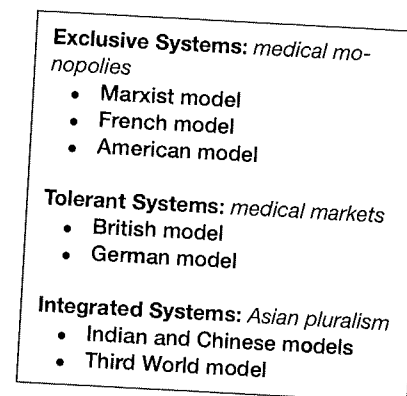 Exclusive Systems: medical mo-
nopolies
• Marxist model
• French model
• American model
Tolerant Systems: medical markets
• British model
• German model
Integrated Systems: Asian pluralism
• Indian and Chinese models
• Third World model